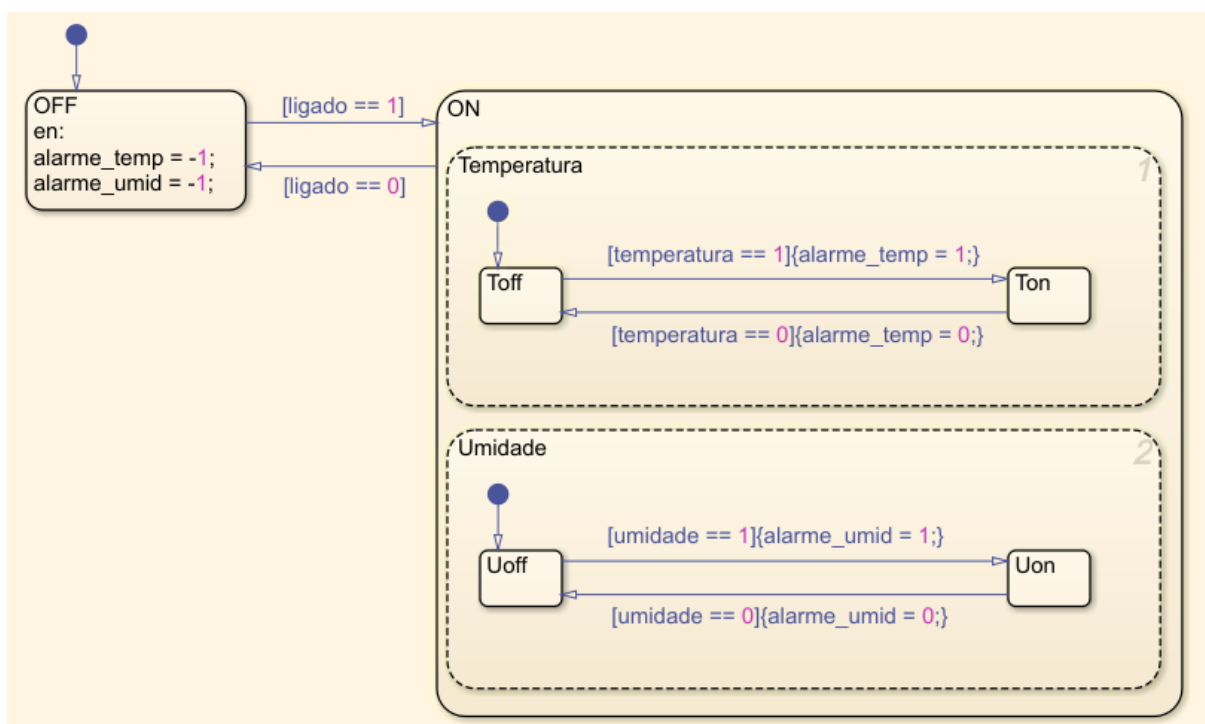 OFF
en:
alarme_temp = -1;
alarme_umid = -1;
[ligado == 1]
[ligado == 0]
ON
Temperatura
1
[temperatura == 1]{alarme_temp = 1;}
Toff
Ton
[temperatura == 0]{alarme_temp = 0;}
Umidade
2
[umidade == 1]{alarme_umid = 1;}
Uoff
Uon
[umidade == 0]{alarme_umid = 0;}